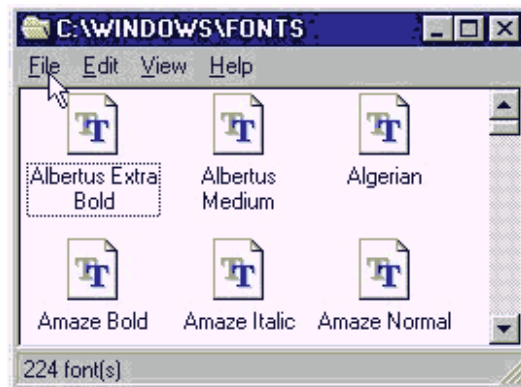 C:\WINDOWS\FONTS
File Edit View Help
Albertus Extra Bold
Albertus Medium
Algerian
Amaze Bold
Amaze Italic
Amaze Normal
224 font(s)